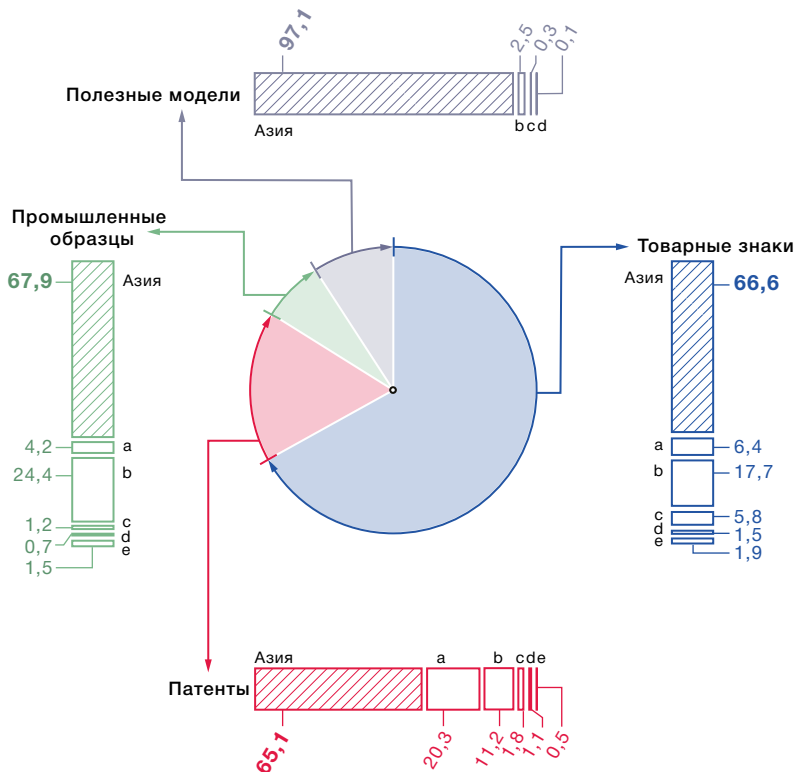 97,1
2,5
0,3
0,1
Полезные модели
Азия
b c d
Промышленные
образцы
67,9
Азия
4,2
a
24,4
b
1,2
c
0,7
d
1,5
e
Товарные знаки
Азия
66,6
a
6,4
b
17,7
c
5,8
d
1,5
e
1,9
Патенты
Азия
a
b
c d e
65,1
20,3
11,2
1,8
1,1
0,5